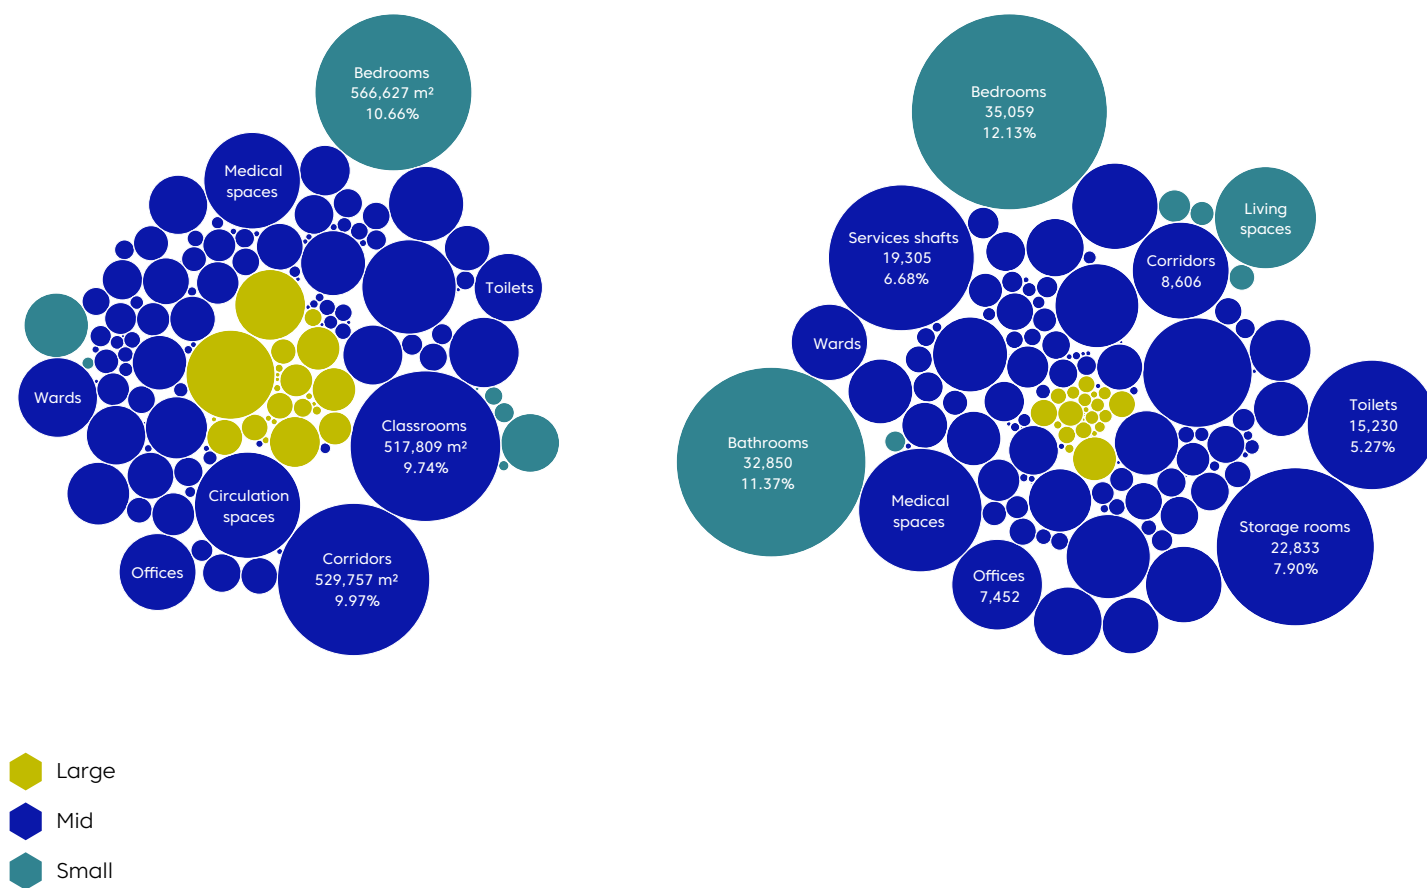 Bedrooms
566,627 m²
10.66%
Medical
spaces
Toilets
Wards
Classrooms
517,809 m²
9.74%
Circulation
spaces
Offices
Corridors
529,757 m²
9.97%
Bedrooms
35,059
12.13%
Living
spaces
Services shafts
19,305
6.68%
Corridors
8,606
Wards
Toilets
15,230
5.27%
Bathrooms
32,850
11.37%
Medical
spaces
Storage rooms
22,833
7.90%
Offices
7,452
Large
Mid
Small